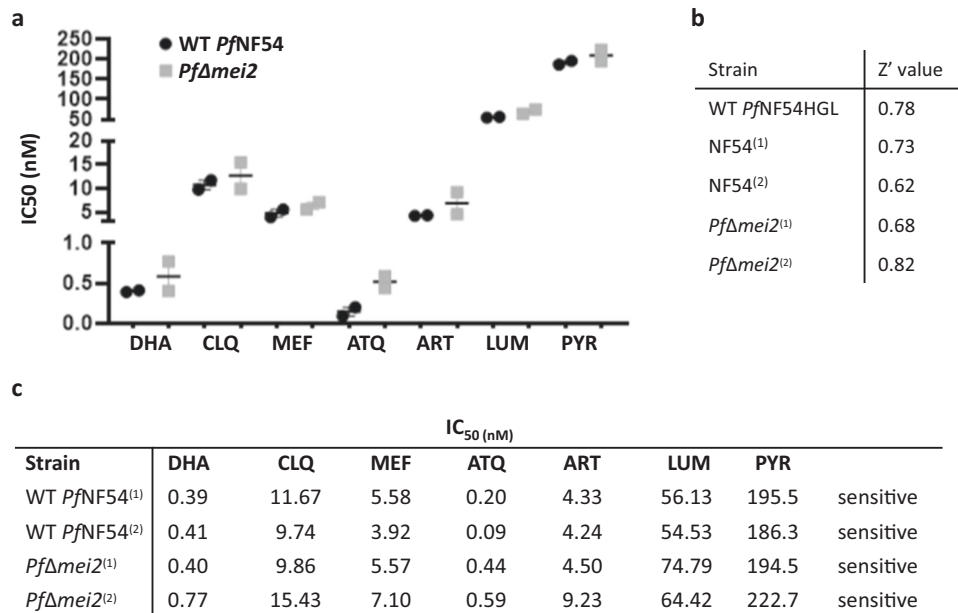 a
250
200
150
100
50
20
15
10
5
1.0
0.5
0.0
IC50 (nM)
WT PfNF54
PfΔmei2
DHA CLQ MEF ATQ ART LUM PYR
b
Strain Z’ value
WT PfNF54HGL 0.78
NF54(1) 0.73
NF54(2) 0.62
PfΔmei2(1) 0.68
PfΔmei2(2) 0.82
c
IC50 (nM)
Strain DHA CLQ MEF ATQ ART LUM PYR
WT PfNF54(1) 0.39 11.67 5.58 0.20 4.33 56.13 195.5 sensitive
WT PfNF54(2) 0.41 9.74 3.92 0.09 4.24 54.53 186.3 sensitive
PfΔmei2(1) 0.40 9.86 5.57 0.44 4.50 74.79 194.5 sensitive
PfΔmei2(2) 0.77 15.43 7.10 0.59 9.23 64.42 222.7 sensitive